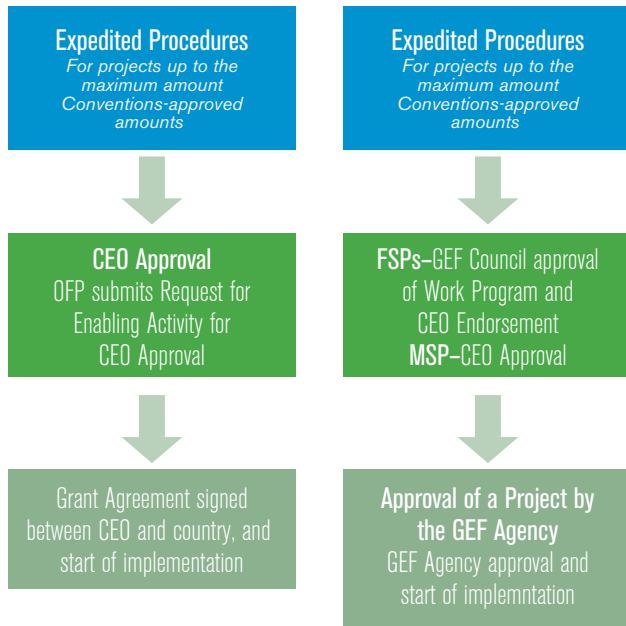 Expedited Procedures
For projects up to the
maximum amount
Conventions-approved
amounts
CEO Approval
OFP submits Request for
Enabling Activity for
CEO Approval
Grant Agreement signed
between CEO and country, and
start of implementation
Expedited Procedures
For projects up to the
maximum amount
Conventions-approved
amounts
FSPs–GEF Council approval
of Work Program and
CEO Endorsement
MSP–CEO Approval
Approval of a Project by
the GEF Agency
GEF Agency approval and
start of implemntation